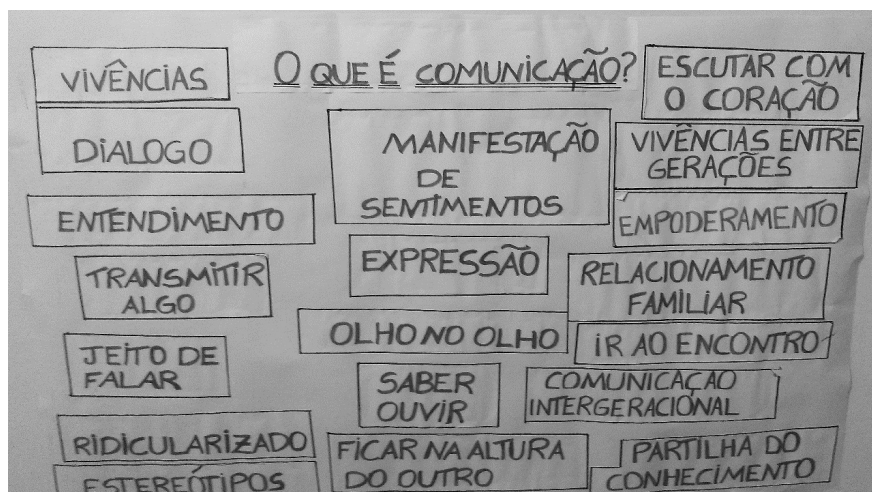 O QUE É COMUNICAÇÃO?
VIVÊNCIAS
DIALOGO
ENTENDIMENTO
TRANSMITIR
ALGO
JEITO DE
FALAR
RIDICULARIZADO
ESTEREÓTIPOS
MANIFESTAÇÃO
DE
SENTIMENTOS
EXPRESSÃO
OLHO NO OLHO
SABER
OUVIR
FICAR NA ALTURA
DO OUTRO
ESCUTAR COM
O CORAÇÃO
VIVÊNCIAS ENTRE
GERAÇÕES
EMPODERAMENTO
RELACIONAMENTO
FAMILIAR
IR AO ENCONTRO
COMUNICAÇAO
INTERGERACIONAL
PARTILHA DO
CONHECIMENTO